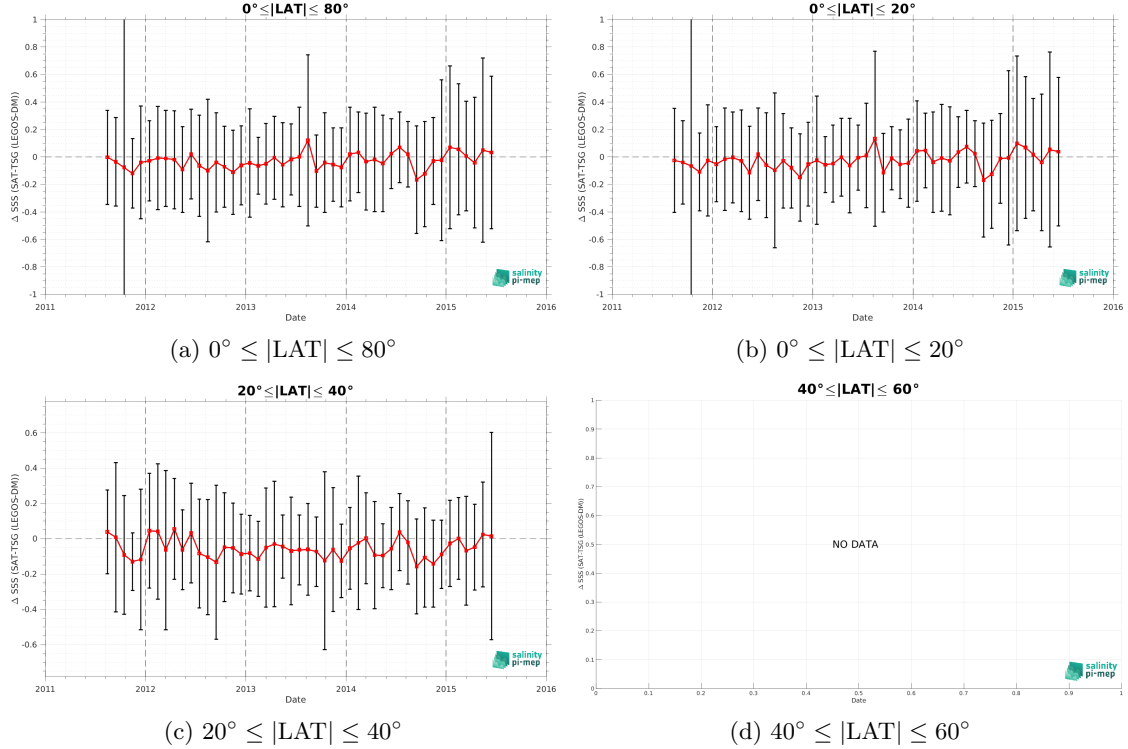 0°≤|LAT|≤ 80°
Δ SSS (SAT-TSG (LEGOS-DM))
1
0.8
0.6
0.4
0.2
0
-0.2
-0.4
-0.6
-0.8
-1
2011 2012 2013 2014 2015 2016
Date
salinity
pi-mep
(a) 0° ≤ |LAT| ≤ 80°
0°≤|LAT|≤ 20°
Δ SSS (SAT-TSG (LEGOS-DM))
1
0.8
0.6
0.4
0.2
0
-0.2
-0.4
-0.6
-0.8
-1
2011 2012 2013 2014 2015 2016
Date
salinity
pi-mep
(b) 0° ≤ |LAT| ≤ 20°
20°≤|LAT|≤ 40°
Δ SSS (SAT-TSG (LEGOS-DM))
0.6
0.4
0.2
0
-0.2
-0.4
-0.6
2011 2012 2013 2014 2015 2016
Date
salinity
pi-mep
(c) 20° ≤ |LAT| ≤ 40°
40°≤|LAT|≤ 60°
Δ SSS (SAT-TSG (LEGOS-DM))
1
0.9
0.8
0.7
0.6
0.5
0.4
0.3
0.2
0.1
0
NO DATA
0 0.1 0.2 0.3 0.4 0.5 0.6 0.7 0.8 0.9 1
Date
salinity
pi-mep
(d) 40° ≤ |LAT| ≤ 60°